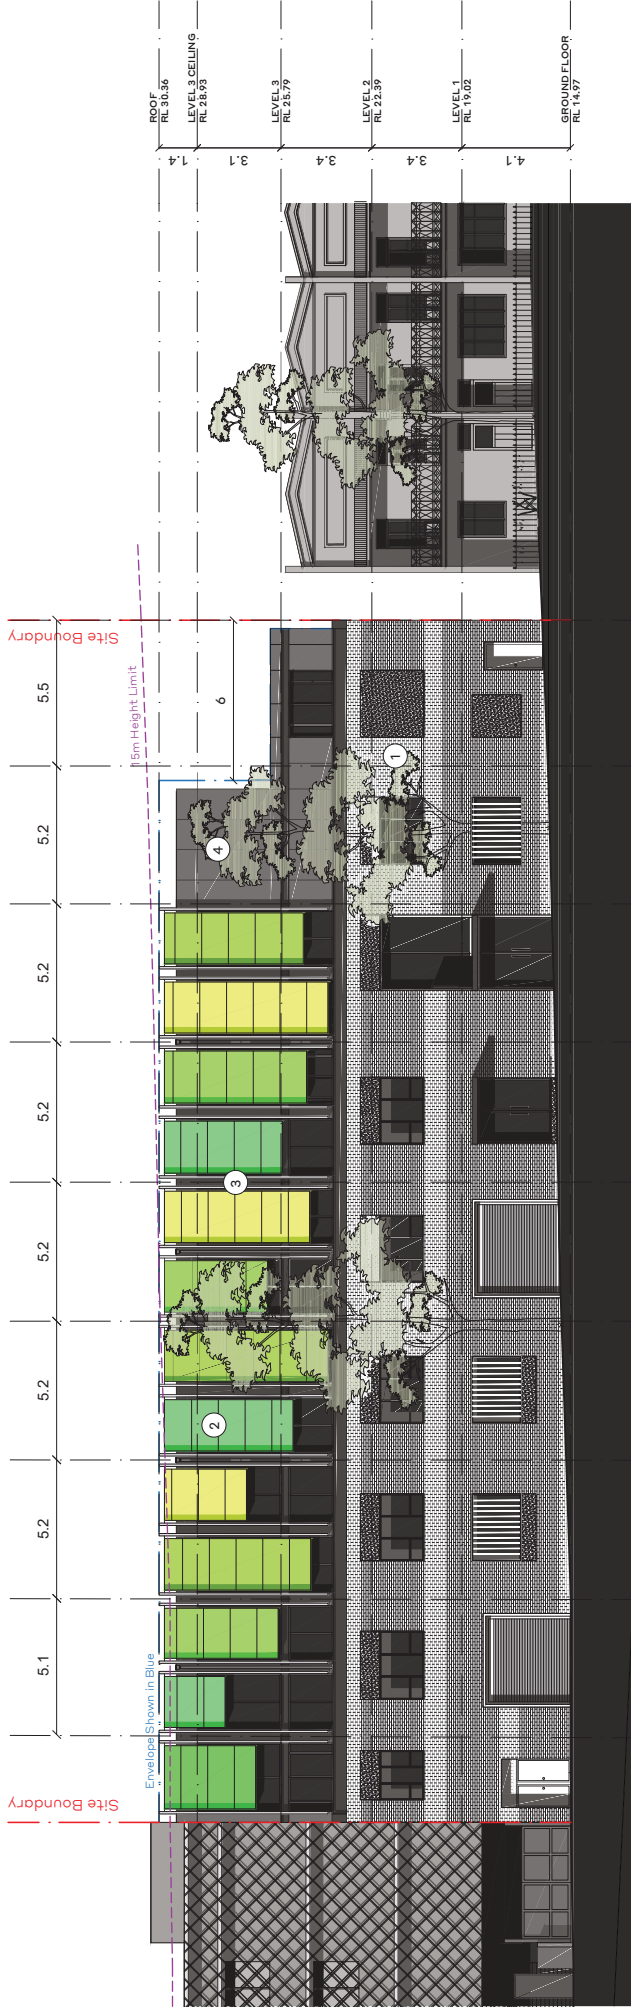 Site Boundary
Site Boundary
5.1
5.2
5.2
5.2
5.2
5.2
5.2
5.5
Envelope Shown in Blue
15m Height Limit
6
1
2
3
4
ROOF
RL 30.36
LEVEL 3 CEILING
RL 28.93
LEVEL 3
RL 25.79
LEVEL 2
RL 22.39
LEVEL 1
RL 19.02
GROUND FLOOR
RL 14.97
1.4
3.1
3.4
3.4
4.1